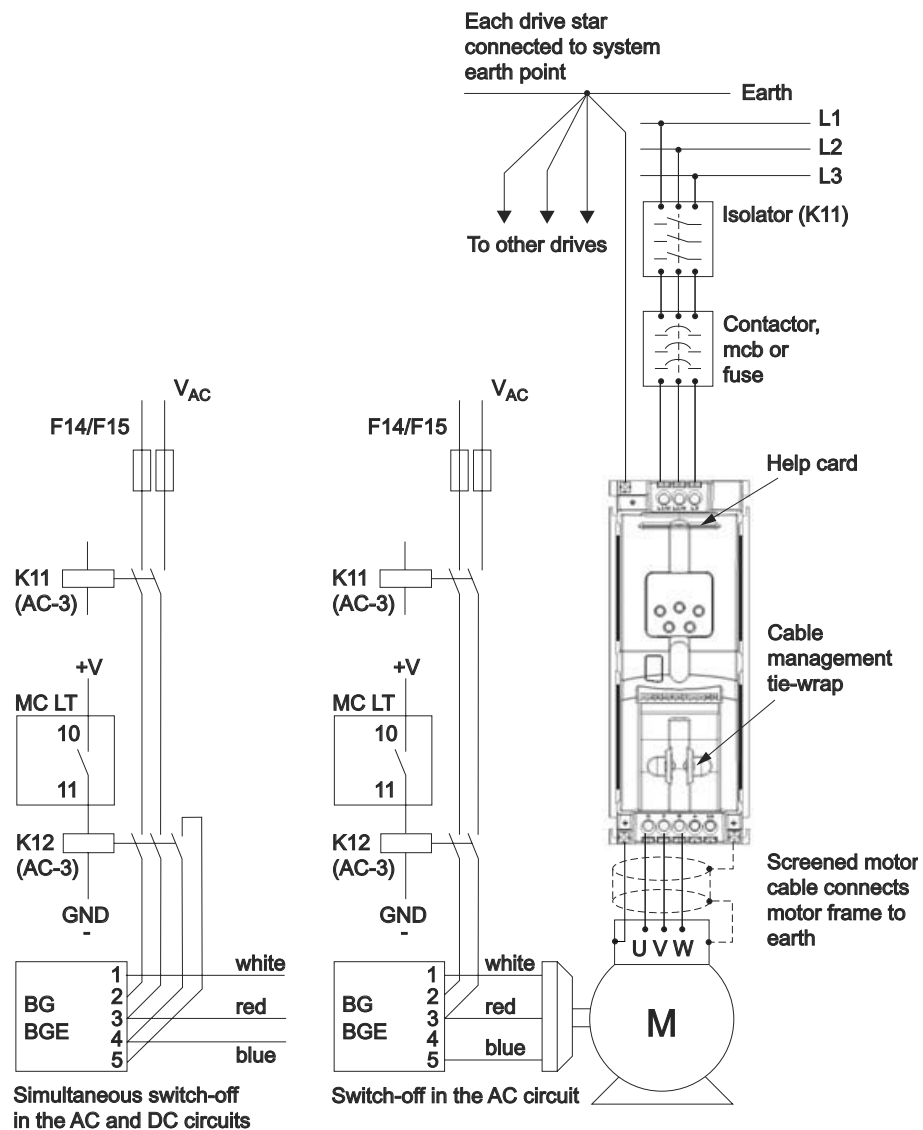 Each drive star
connected to system
earth point
Earth
L1
L2
L3
To other drives
Isolator (K11)
Contactor,
mcb or
fuse
VAC
F14/F15
VAC
F14/F15
Help card
K11
(AC-3)
K11
(AC-3)
Cable
management
tie-wrap
+V
MC LT
10
11
+V
MC LT
10
11
K12
(AC-3)
K12
(AC-3)
GND
-
GND
-
Screened motor
cable connects
motor frame to
earth
U V W
M
BG
BGE
1
2
3
4
5
white
red
blue
BG
BGE
1
2
3
4
5
white
red
blue
Simultaneous switch-off
in the AC and DC circuits
Switch-off in the AC circuit